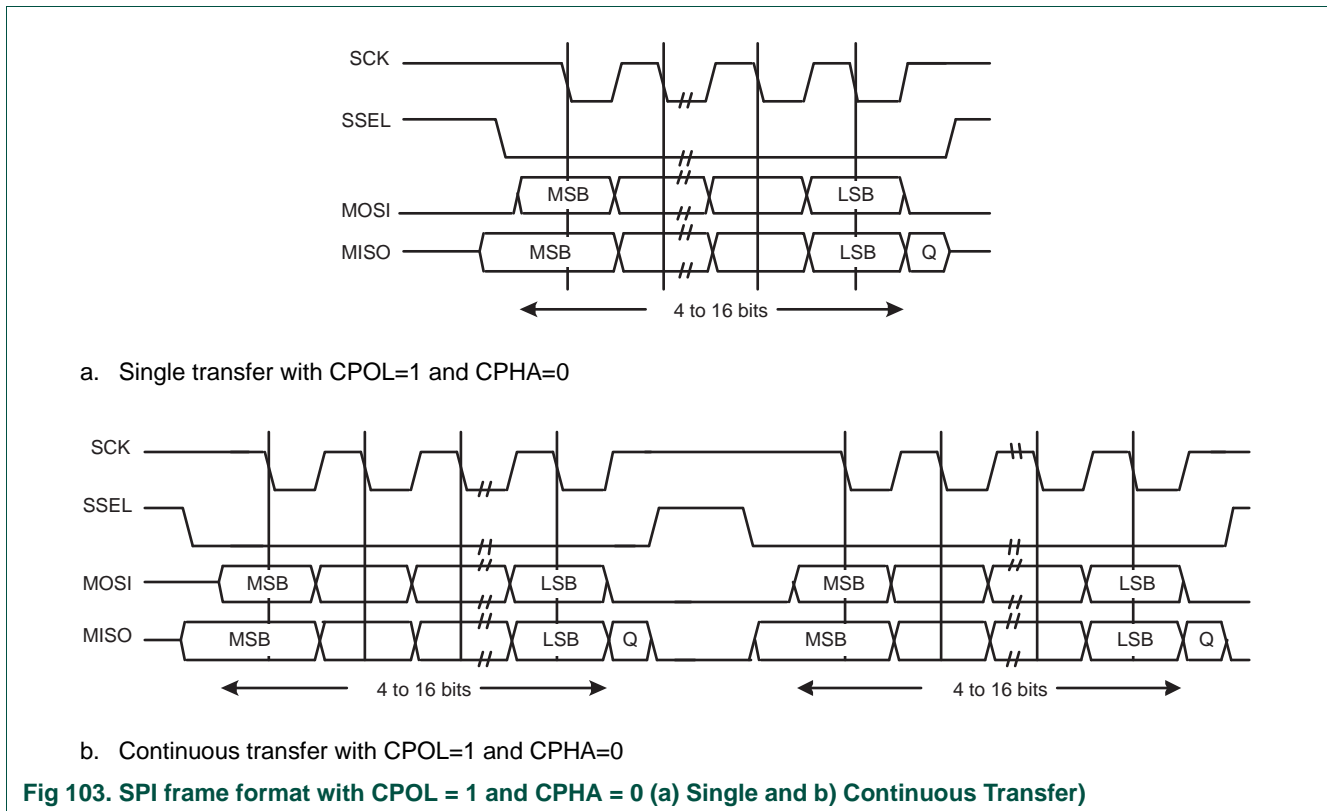 SCK
SSEL
MOSI MSB LSB
MISO MSB LSB Q
4 to 16 bits
a. Single transfer with CPOL=1 and CPHA=0
SCK
SSEL
MOSI MSB LSB MSB LSB
MISO MSB LSB Q MSB LSB Q
4 to 16 bits 4 to 16 bits
b. Continuous transfer with CPOL=1 and CPHA=0
Fig 103. SPI frame format with CPOL = 1 and CPHA = 0 (a) Single and b) Continuous Transfer)